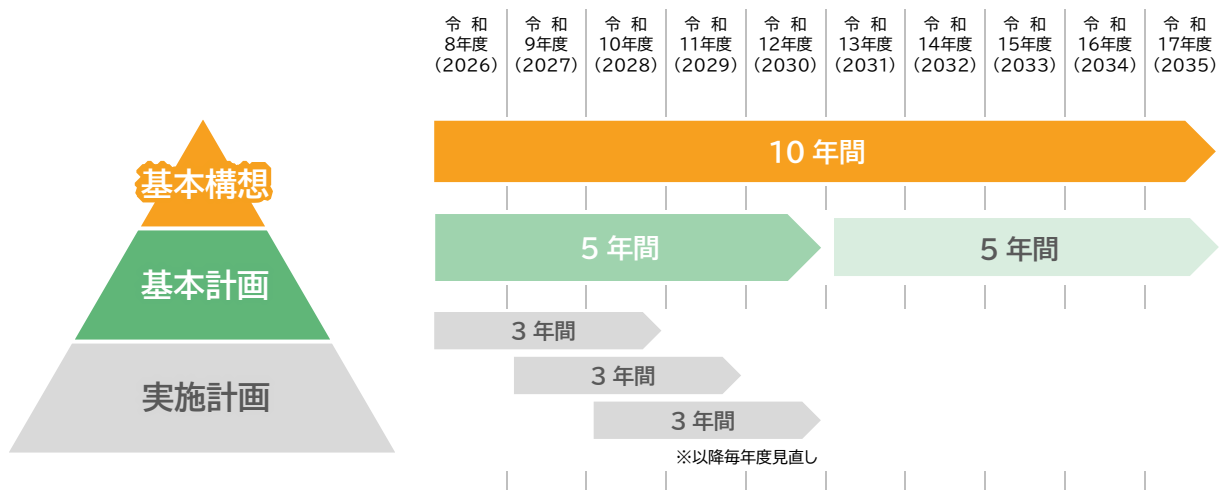 令和 令和 令和 令和 令和 令和 令和 令和 令和 令和
8年度 9年度 10年度 11年度 12年度 13年度 14年度 15年度 16年度 17年度
（2026） （2027） （2028） （2029） （2030） （2031） （2032） （2033） （2034） （2035）
基本構想
10年間
基本計画
5年間 5年間
実施計画
3年間
3年間
3年間
※以降毎年度見直し